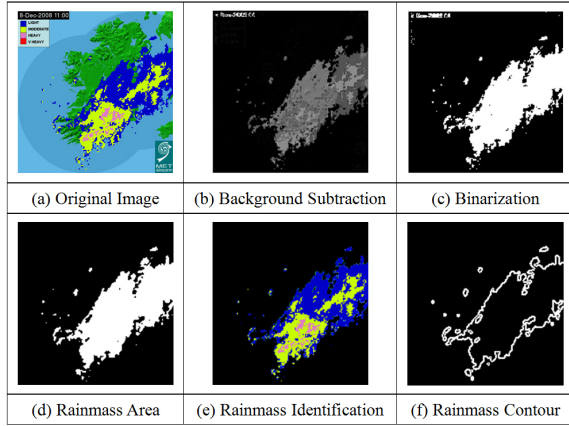 8-Dec-2008 11:00
LIGHT
MODERATE
HEAVY
V-HEAVY
MET
(a) Original Image
(b) Background Subtraction
(c) Binarization
(d) Rainmass Area
(e) Rainmass Identification
(f) Rainmass Contour